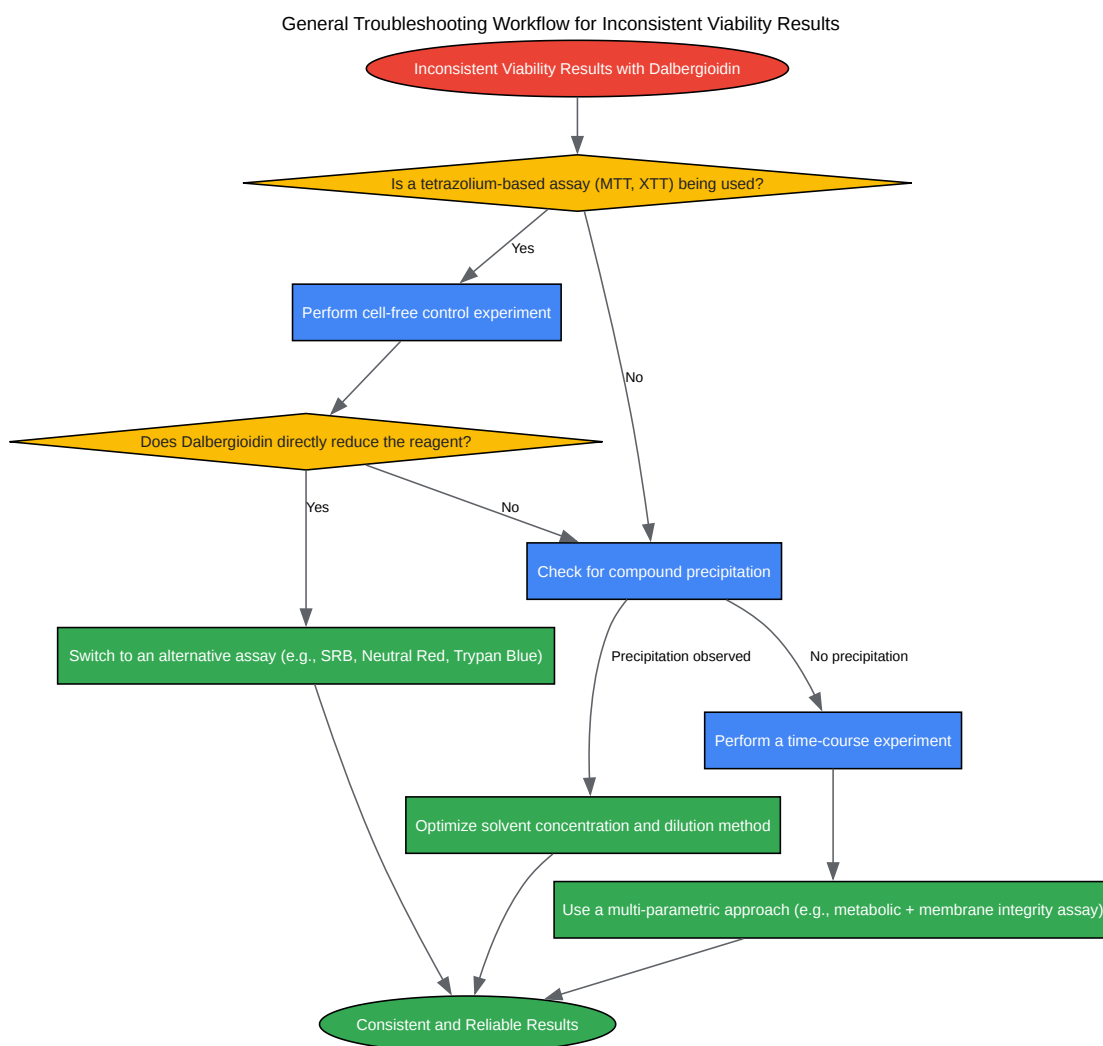 General Troubleshooting Workflow for Inconsistent Viability Results
Inconsistent Viability Results with Dalbergioidin
Is a tetrazolium-based assay (MTT, XTT) being used?
Yes
Perform cell-free control experiment
No
Does Dalbergioidin directly reduce the reagent?
Yes
No
Check for compound precipitation
Switch to an alternative assay (e.g., SRB, Neutral Red, Trypan Blue)
Precipitation observed
No precipitation
Perform a time-course experiment
Optimize solvent concentration and dilution method
Use a multi-parametric approach (e.g., metabolic + membrane integrity assay)
Consistent and Reliable Results